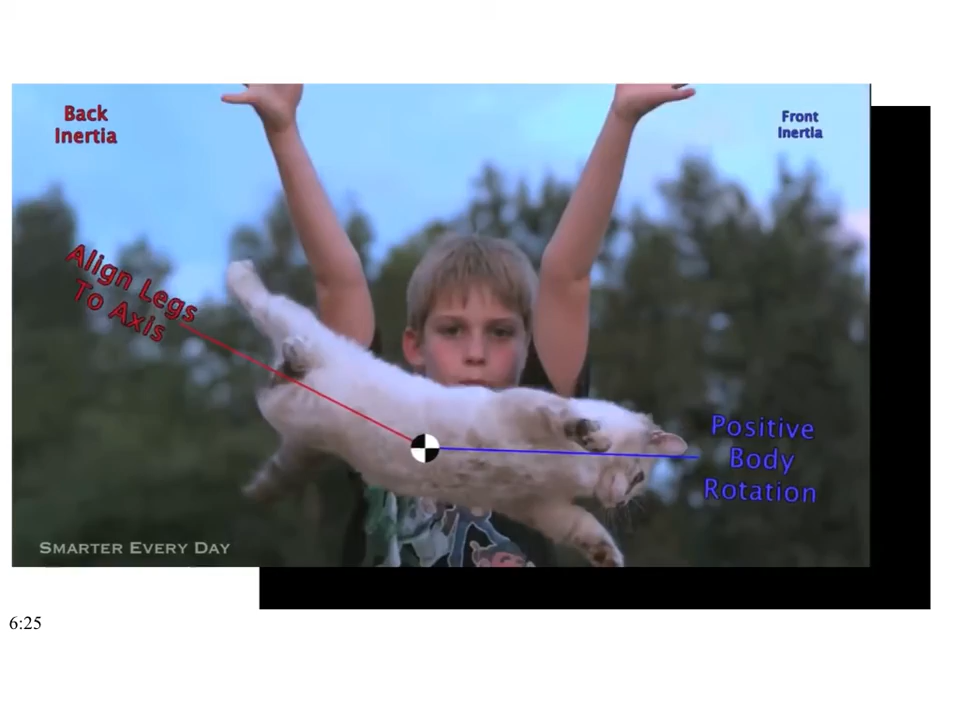 Back
Inertia
Front
Inertia
Align Legs
To Axis
Positive
Body
Rotation
SMARTER EVERY DAY
6:25